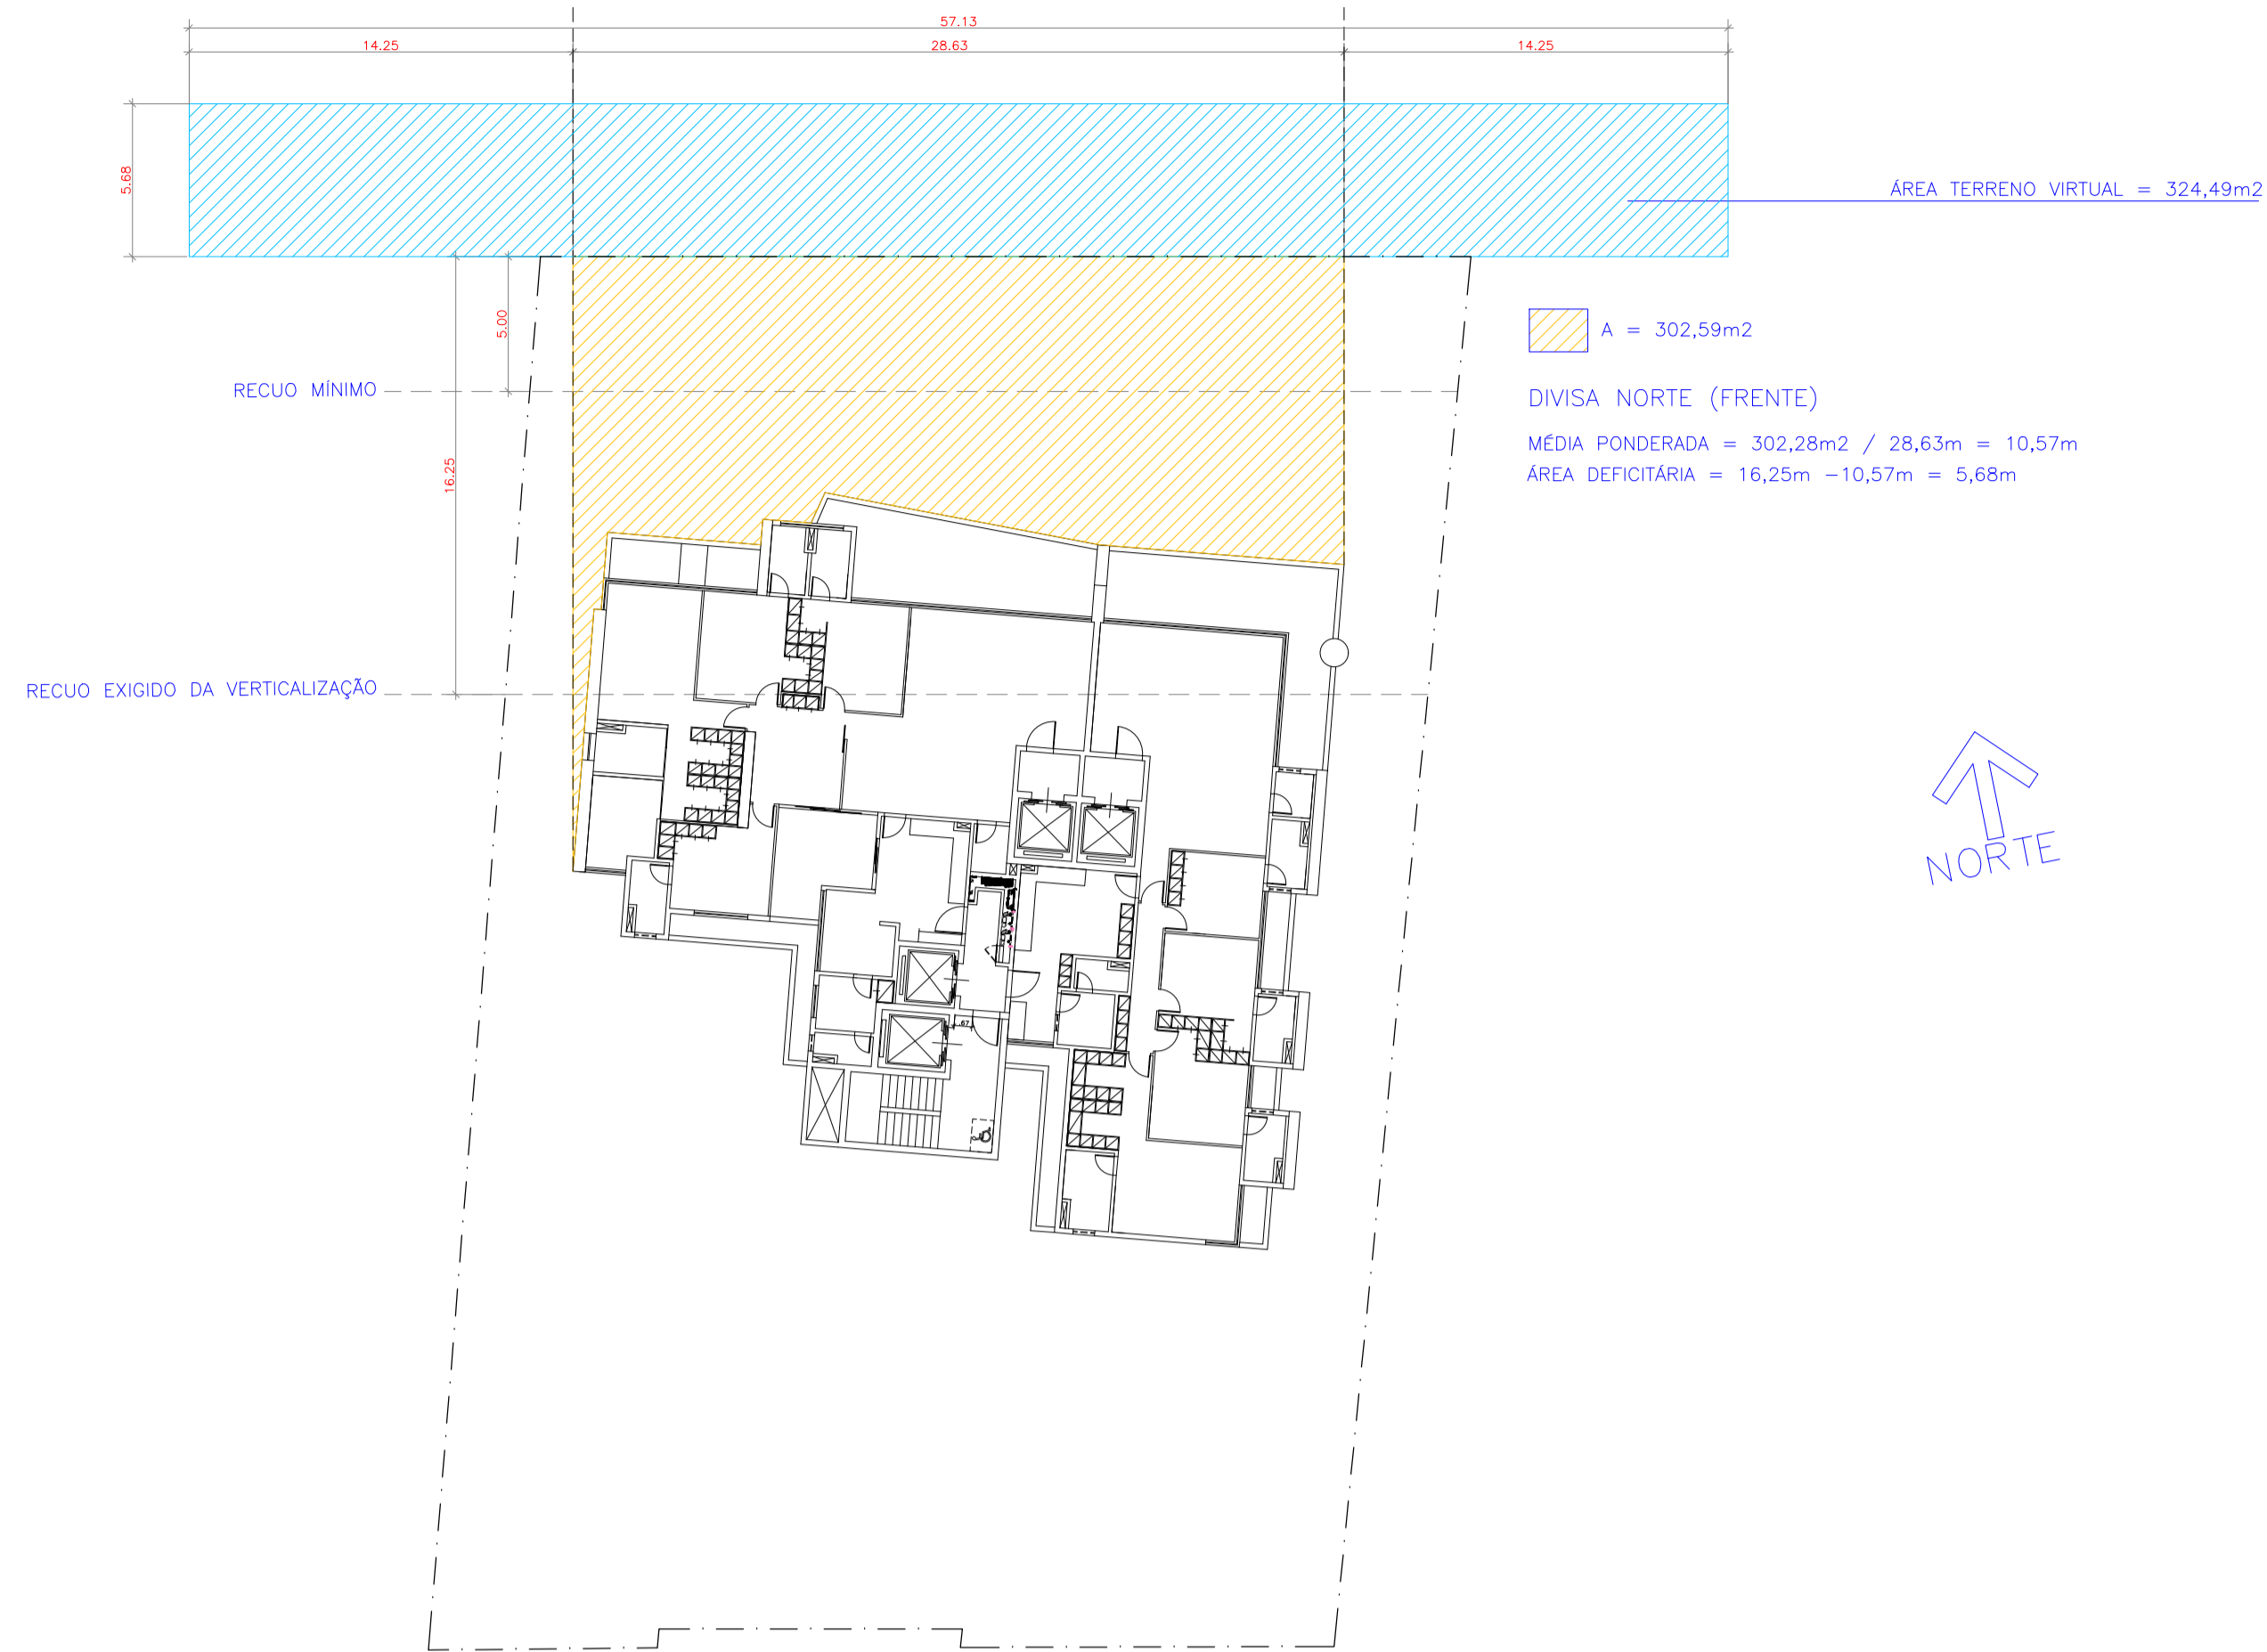 57.13
14.25
28.63
14.25
5.68
ÁREA TERRENO VIRTUAL = 324,49m2
5.00
A = 302,59m2
RECUO MÍNIMO
DIVISA NORTE (FRENTE)
MÉDIA PONDERADA = 302,28m2 / 28,63m = 10,57m
16.25
ÁREA DEFICITÁRIA = 16,25m -10,57m = 5,68m
RECUO EXIGIDO DA VERTICALIZAÇÃO
NORTE
.67